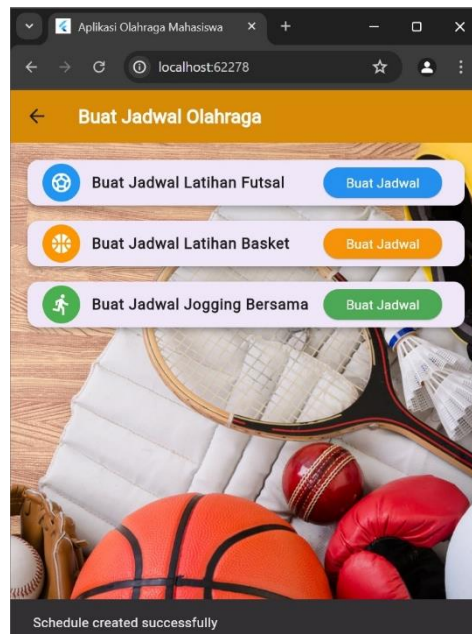 Aplikasi Olahraga Mahasiswa
localhost:62278
Buat Jadwal Olahraga
Buat Jadwal Latihan Futsal
Buat Jadwal
Buat Jadwal Latihan Basket
Buat Jadwal
Buat Jadwal Jogging Bersama
Buat Jadwal
Schedule created successfully